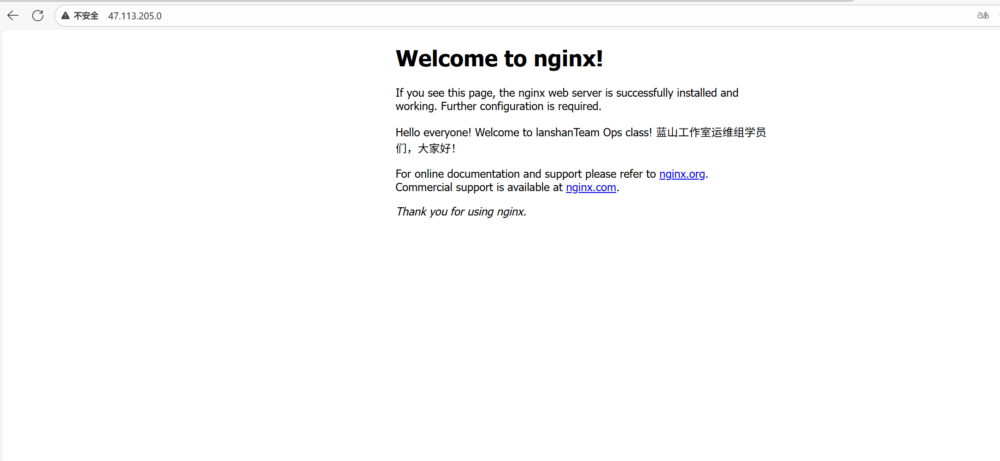 不安全 47.113.205.0 aあ
Welcome to nginx!
If you see this page, the nginx web server is successfully installed and
working. Further configuration is required.
Hello everyone! Welcome to lanshanTeam Ops class! 蓝山工作室运维组学员
们，大家好！
For online documentation and support please refer to nginx.org.
Commercial support is available at nginx.com.
Thank you for using nginx.